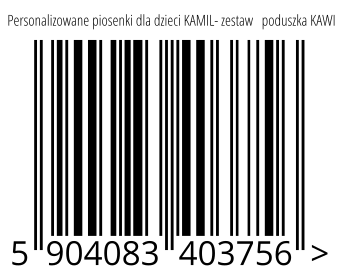 Personalizowane piosenki dla dzieci KAMIL- zestaw poduszka KAWI
5 904083 403756 >